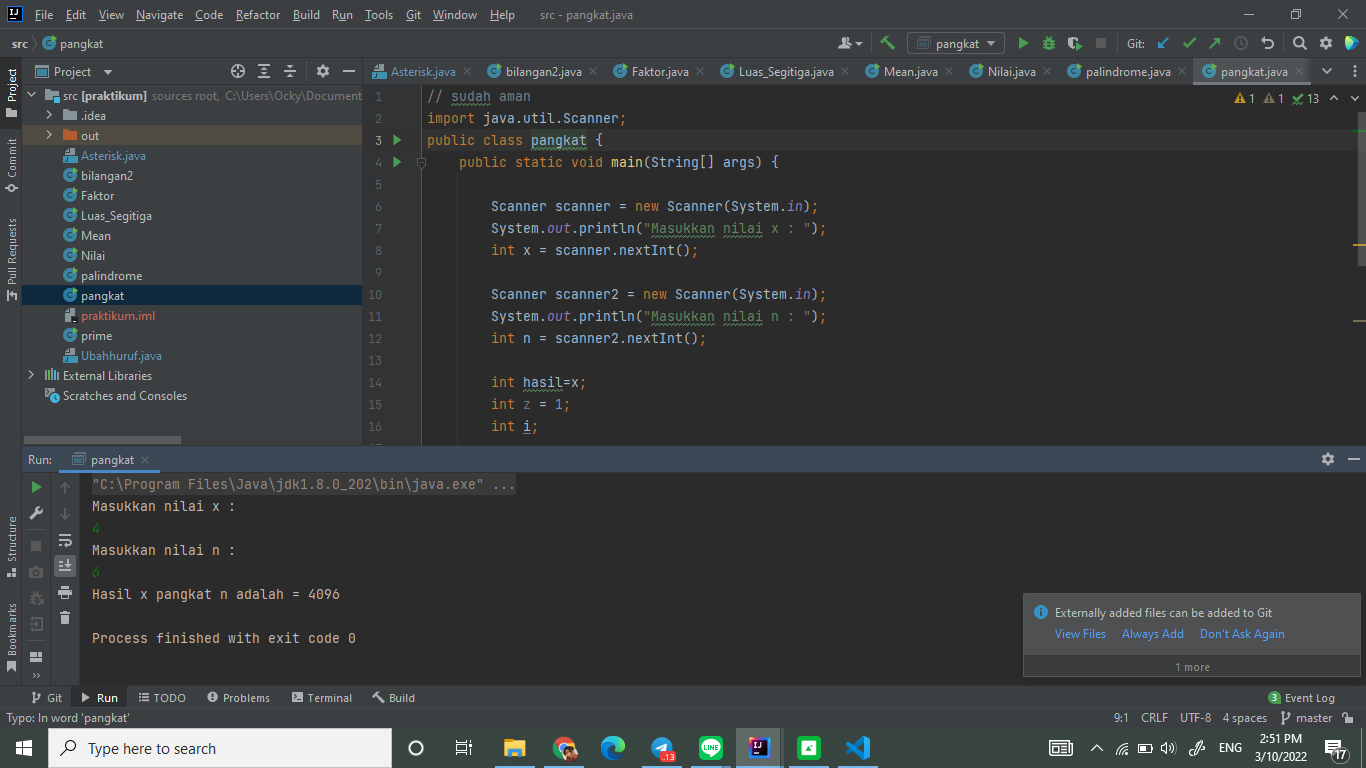 File Edit View Navigate Code Refactor Build Run Tools Git Window Help src - pangkat.java
src pangkat
pangkat
Git:
Project
Asterisk.java
bilangan2.java
Faktor.java
Luas_Segitiga.java
Mean.java
Nilai.java
palindrome.java
pangkat.java
Project
Commit
Pull Requests
src [praktikum] sources root, C:\Users\Ocky\Document
.idea
out
Asterisk.java
bilangan2
Faktor
Luas_Segitiga
Mean
Nilai
palindrome
pangkat
praktikum.iml
prime
Ubahhuruf.java
External Libraries
Scratches and Consoles
1 1 13
1 // sudah aman
2 import java.util.Scanner;
3 public class pangkat {
4 public static void main(String[] args) {
5
6 Scanner scanner = new Scanner(System.in);
7 System.out.println("Masukkan nilai x : ");
8 int x = scanner.nextInt();
9
10 Scanner scanner2 = new Scanner(System.in);
11 System.out.println("Masukkan nilai n : ");
12 int n = scanner2.nextInt();
13
14 int hasil=x;
15 int z = 1;
16 int i;
Run: pangkat
Structure
Bookmarks
"C:\Program Files\Java\jdk1.8.0_202\bin\java.exe" ...
Masukkan nilai x :
4
Masukkan nilai n :
6
Hasil x pangkat n adalah = 4096
Process finished with exit code 0
Externally added files can be added to Git
View Files Always Add Don't Ask Again
1 more
Git Run TODO Problems Terminal Build 3 Event Log
Typo: In word 'pangkat' 9:1 CRLF UTF-8 4 spaces master
Type here to search
..13
LINE
IJ
ENG
2:51 PM
3/10/2022
17